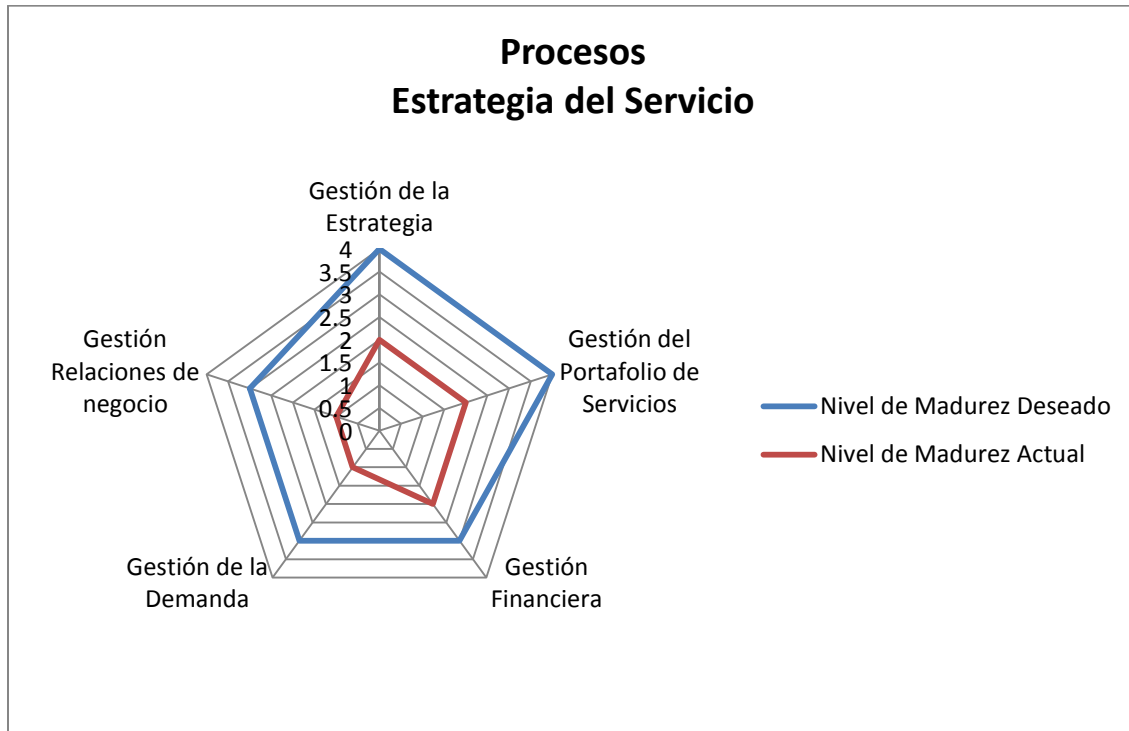 Procesos
Estrategia del Servicio
Gestión de la
Estrategia
4
3.5
3
2.5
2
1.5
1
0.5
0
Gestión del
Portafolio de
Servicios
Gestión
Financiera
Gestión de la
Demanda
Gestión
Relaciones de
negocio
Nivel de Madurez Deseado
Nivel de Madurez Actual